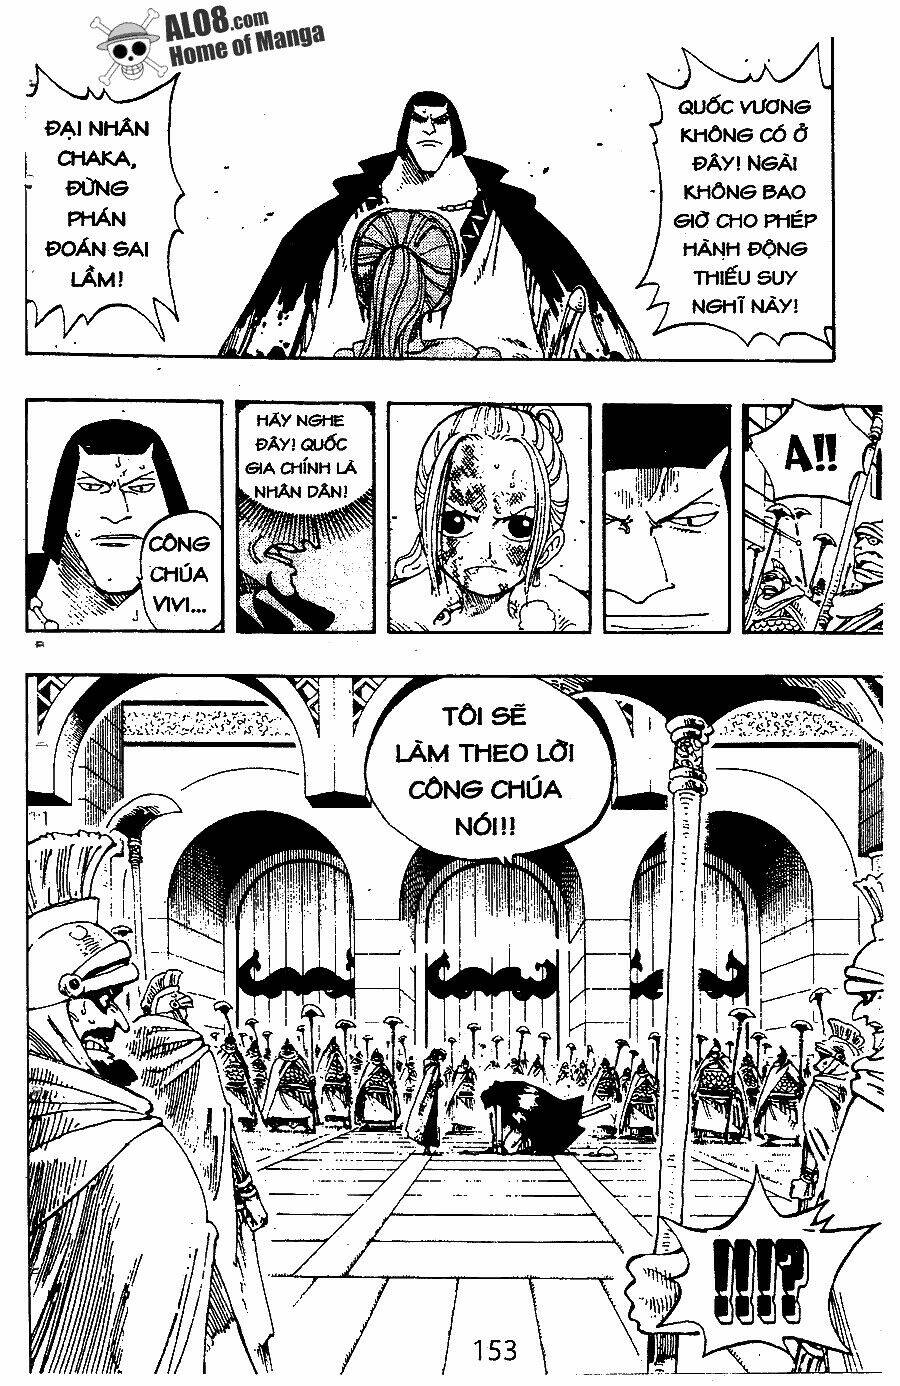 ALO8.com
Home of Manga
ĐẠI NHÂN
CHAKA,
ĐỪNG
PHÁN
ĐOÁN SAI
LẦM!
QUỐC VƯƠNG
KHÔNG CÓ Ở
ĐÂY! NGÀI
KHÔNG BAO
GIỜ CHO PHÉP
HÀNH ĐỘNG
THIẾU SUY
NGHĨ NÀY!
CÔNG
CHÚA
VIVI...
HÃY NGHE
ĐÂY! QUỐC
GIA CHÍNH LÀ
NHÂN DÂN!
A!!
TÔI SẼ
LÀM THEO LỜI
CÔNG CHÚA
NÓI!!
!!!?
153